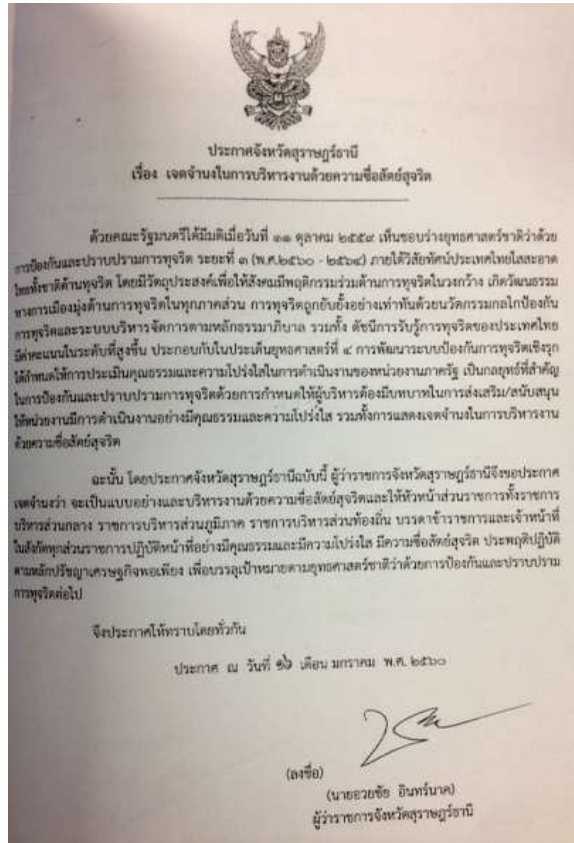 ประกาศจังหวัดสุราษฎร์ธานี
เรื่อง เจตจำนงในการบริหารงานด้วยความซื่อสัตย์สุจริต
ด้วยคณะรัฐมนตรีได้มีมติเมื่อวันที่ ๑๑ ตุลาคม ๒๕๕๙ เห็นชอบร่างยุทธศาสตร์ชาติว่าด้วย
การป้องกันและปราบปรามการทุจริต ระยะที่ ๓ (พ.ศ.๒๕๖๐ - ๒๕๖๔) ภายใต้วิสัยทัศน์ประเทศไทยใสสะอาด
ไทยทั้งชาติต้านทุจริต โดยมีวัตถุประสงค์เพื่อให้สังคมมีพฤติกรรมร่วมต้านการทุจริตในวงกว้าง เกิดวัฒนธรรม
ทางการเมืองมุ่งต้านการทุจริตในทุกภาคส่วน การทุจริตถูกยับยั้งอย่างเท่าทันด้วยนวัตกรรมกลไกป้องกัน
การทุจริตและระบบบริหารจัดการตามหลักธรรมาภิบาล รวมทั้ง ดัชนีการรับรู้การทุจริตของประเทศไทย
มีค่าคะแนนในระดับที่สูงขึ้น ประกอบกับในประเด็นยุทธศาสตร์ที่ ๔ การพัฒนาระบบป้องกันการทุจริตเชิงรุก
ได้กำหนดให้การประเมินคุณธรรมและความโปร่งใสในการดำเนินงานของหน่วยงานภาครัฐ เป็นกลยุทธ์ที่สำคัญ
ในการป้องกันและปราบปรามการทุจริตด้วยการกำหนดให้ผู้บริหารต้องมีบทบาทในการส่งเสริม/สนับสนุน
ให้หน่วยงานมีการดำเนินงานอย่างมีคุณธรรมและความโปร่งใส รวมทั้งการแสดงเจตจำนงในการบริหารงาน
ด้วยความซื่อสัตย์สุจริต
ฉะนั้น โดยประกาศจังหวัดสุราษฎร์ธานีฉบับนี้ ผู้ว่าราชการจังหวัดสุราษฎร์ธานีจึงขอประกาศ
เจตจำนงว่า จะเป็นแบบอย่างและบริหารงานด้วยความซื่อสัตย์สุจริตและให้หัวหน้าส่วนราชการทั้งราชการ
บริหารส่วนกลาง ราชการบริหารส่วนภูมิภาค ราชการบริหารส่วนท้องถิ่น บรรดาข้าราชการและเจ้าหน้าที่
ในสังกัดทุกส่วนราชการปฏิบัติหน้าที่อย่างมีคุณธรรมและมีความโปร่งใส มีความซื่อสัตย์สุจริต ประพฤติปฏิบัติ
ตามหลักปรัชญาเศรษฐกิจพอเพียง เพื่อบรรลุเป้าหมายตามยุทธศาสตร์ชาติว่าด้วยการป้องกันและปราบปราม
การทุจริตต่อไป
จึงประกาศให้ทราบโดยทั่วกัน
ประกาศ ณ วันที่ ๑๖ เดือน มกราคม พ.ศ. ๒๕๖๐
(ลงชื่อ)
(นายอวยชัย อินทร์นาค)
ผู้ว่าราชการจังหวัดสุราษฎร์ธานี